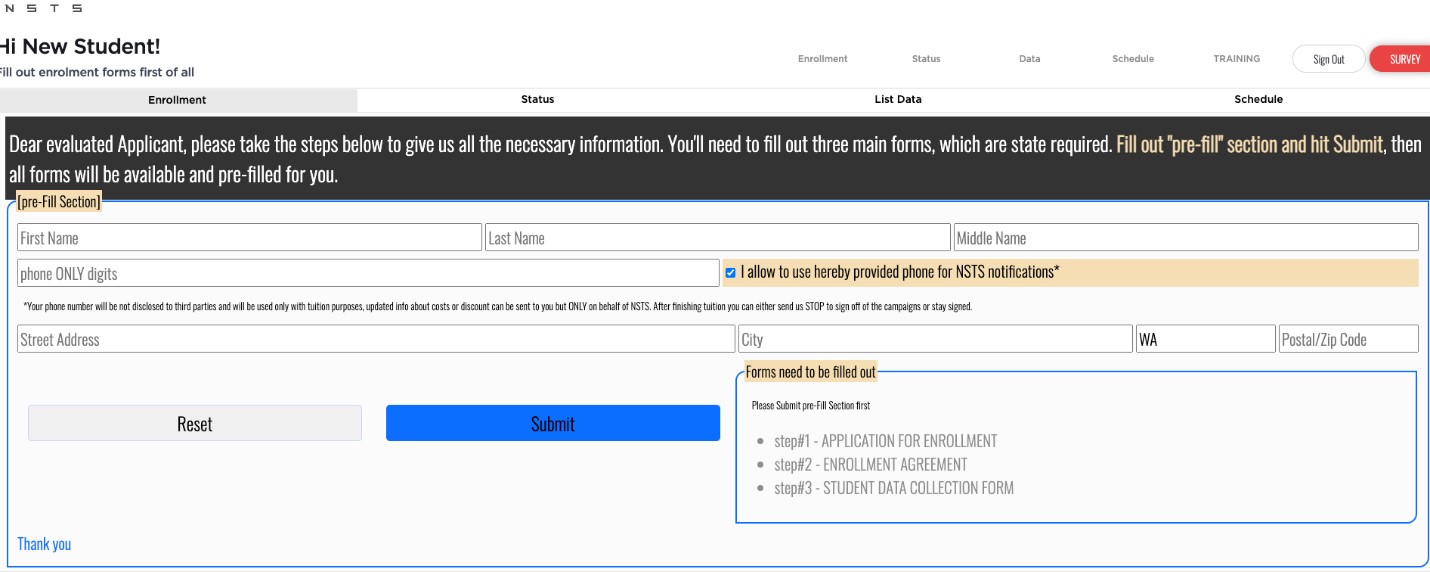 NSTS
Hi New Student!
Fill out enrolment forms first of all
Enrollment Status Data Schedule TRAINING Sign Out SURVEY
Enrollment Status List Data Schedule
Dear evaluated Applicant, please take the steps below to give us all the necessary information. You'll need to fill out three main forms, which are state required. Fill out "pre-fill" section and hit Submit, then
all forms will be available and pre-filled for you.
[pre-Fill Section]
First Name Last Name Middle Name
phone ONLY digits I allow to use hereby provided phone for NSTS notifications*
*Your phone number will not be disclosed to third parties and will be used only with tuition purposes, updated info about costs or discount can be sent to you but ONLY on behalf of NSTS. After finishing tuition you can either send us STOP to sign off of the campaigns or stay signed.
Street Address City WA Postal/Zip Code
Forms need to be filled out
Please Submit pre-Fill Section first
Reset Submit
step#1 - APPLICATION FOR ENROLLMENT
step#2 - ENROLLMENT AGREEMENT
step#3 - STUDENT DATA COLLECTION FORM
Thank you